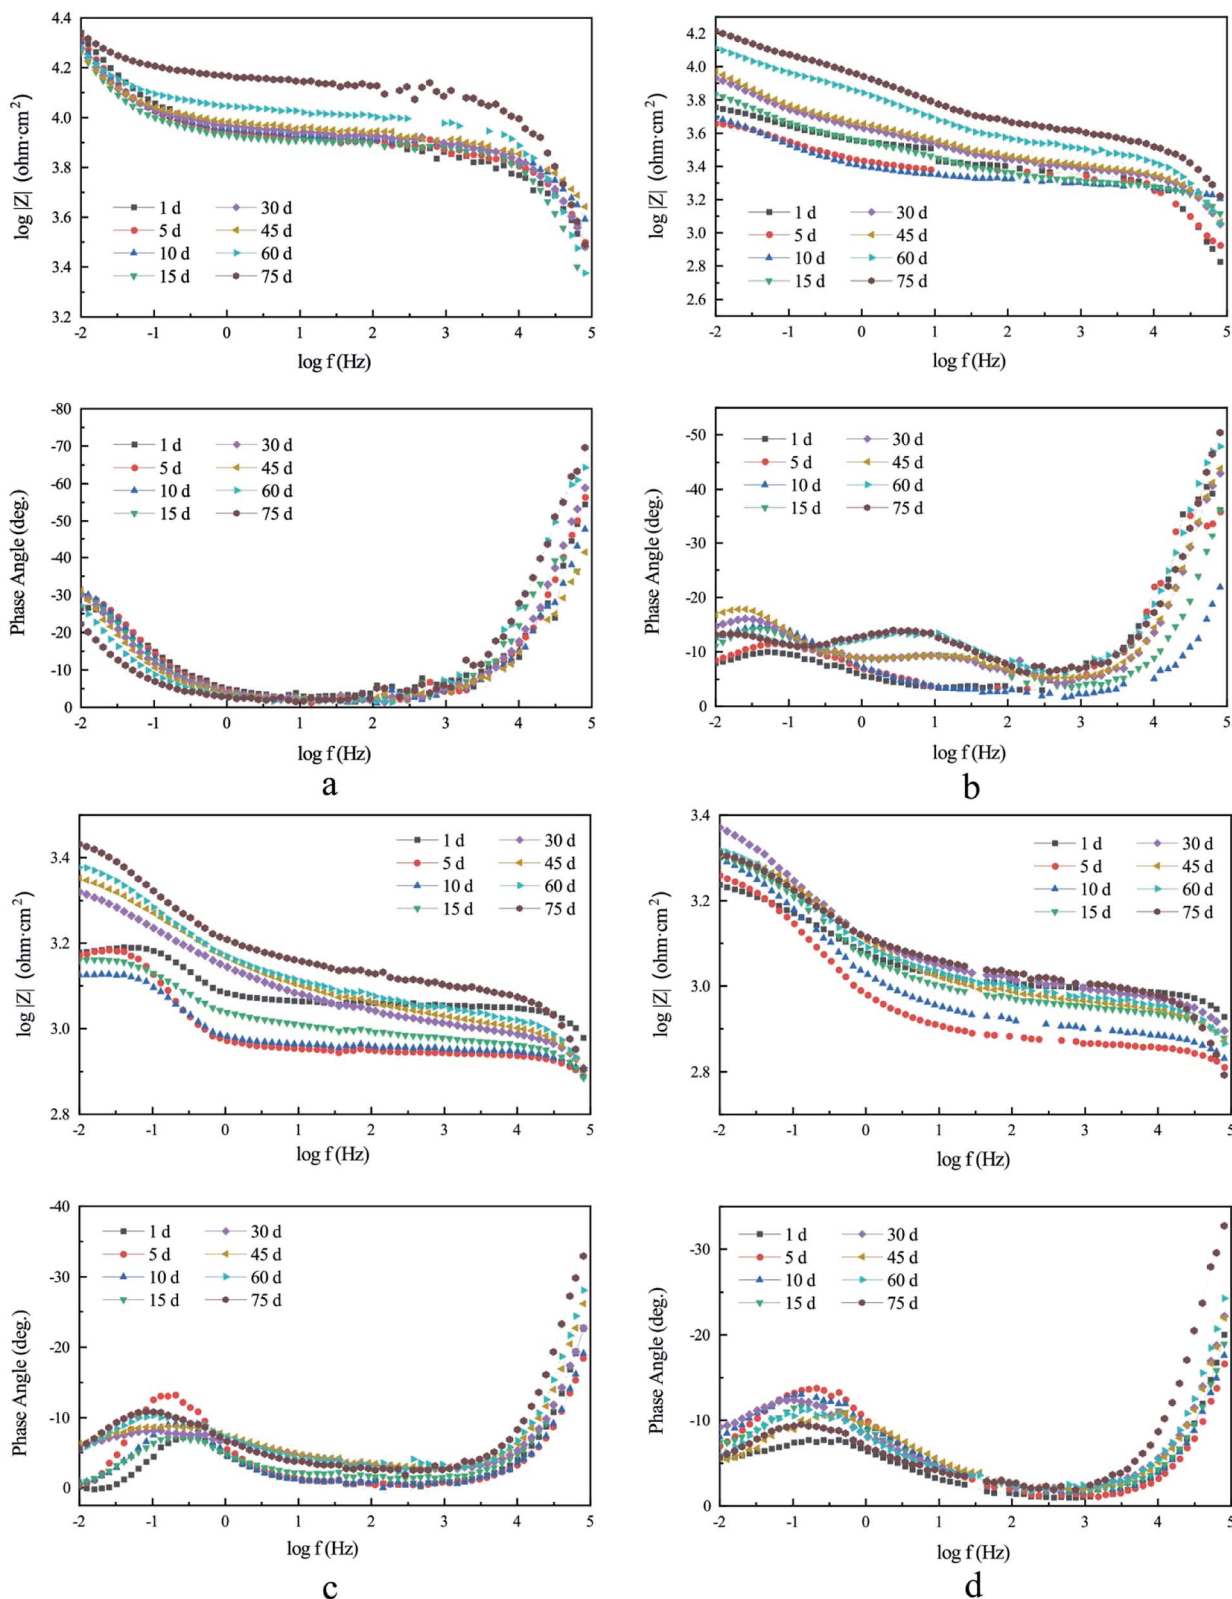 4.4
4.2
4.0
3.8
3.6
3.4
3.2
log |Z| (ohm·cm²)
1 d
5 d
10 d
15 d
30 d
45 d
60 d
75 d
-2 -1 0 1 2 3 4 5
log f (Hz)
4.2
4.0
3.8
3.6
3.4
3.2
3.0
2.8
2.6
log |Z| (ohm·cm²)
1 d
5 d
10 d
15 d
30 d
45 d
60 d
75 d
-2 -1 0 1 2 3 4 5
log f (Hz)
-80
-70
-60
-50
-40
-30
-20
-10
0
Phase Angle (deg.)
1 d
5 d
10 d
15 d
30 d
45 d
60 d
75 d
-2 -1 0 1 2 3 4 5
log f (Hz)
a
-50
-40
-30
-20
-10
0
Phase Angle (deg.)
1 d
5 d
10 d
15 d
30 d
45 d
60 d
75 d
-2 -1 0 1 2 3 4 5
log f (Hz)
b
3.4
3.2
3.0
2.8
log |Z| (ohm·cm²)
1 d
5 d
10 d
15 d
30 d
45 d
60 d
75 d
-2 -1 0 1 2 3 4 5
log f (Hz)
3.4
3.2
3.0
2.8
log |Z| (ohm·cm²)
1 d
5 d
10 d
15 d
30 d
45 d
60 d
75 d
-2 -1 0 1 2 3 4 5
log f (Hz)
-40
-30
-20
-10
0
Phase Angle (deg.)
1 d
5 d
10 d
15 d
30 d
45 d
60 d
75 d
-2 -1 0 1 2 3 4 5
log f (Hz)
c
-30
-20
-10
0
Phase Angle (deg.)
1 d
5 d
10 d
15 d
30 d
45 d
60 d
75 d
-2 -1 0 1 2 3 4 5
log f (Hz)
d